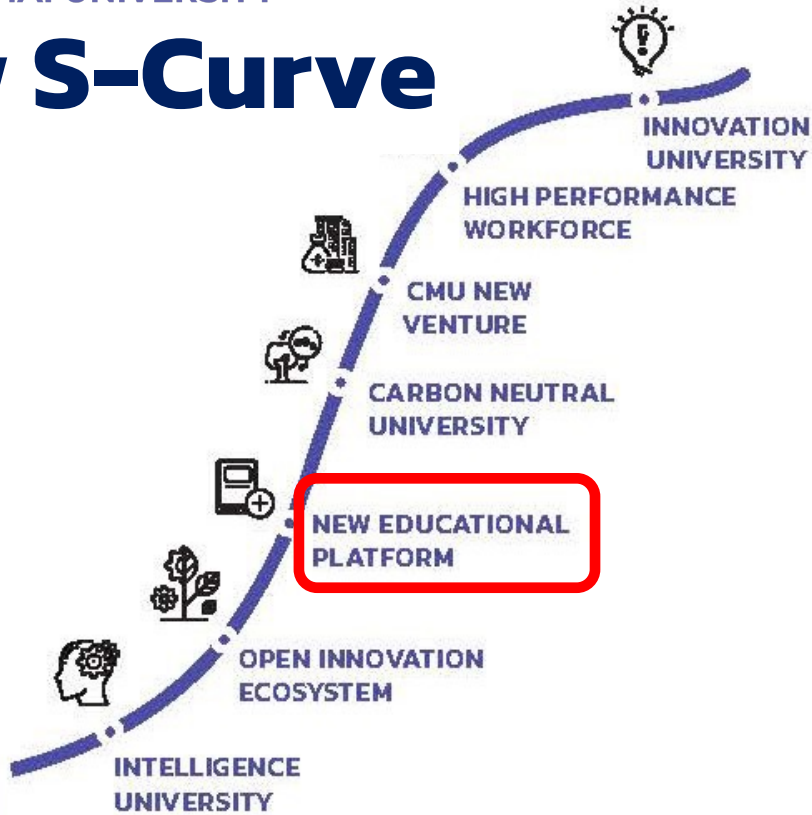 UNIVERSITY
S-Curve
INNOVATION
UNIVERSITY
HIGH PERFORMANCE
WORKFORCE
CMU NEW
VENTURE
CARBON NEUTRAL
UNIVERSITY
NEW EDUCATIONAL
PLATFORM
OPEN INNOVATION
ECOSYSTEM
INTELLIGENCE
UNIVERSITY